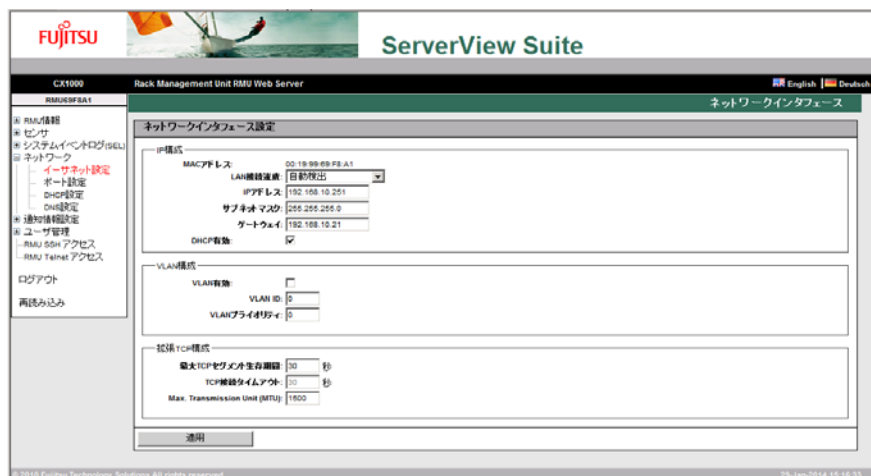 FUJITSU
ServerView Suite
CX1000 Rack Management Unit RMU Web Server English Deutsch
RMU69F8A1 ネットワークインタフェース
RMU情報
センサ
システムイベントログ(SEL)
ネットワーク
イーサネット設定
ポート設定
DHCP設定
DNS設定
通知情報設定
ユーザ管理
RMU SSH アクセス
RMU Telnet アクセス
ログアウト
再読み込み
ネットワークインタフェース設定
IP構成
MACアドレス: 00:19:99:69:F8:A1
LAN接続速度: 自動検出
IPアドレス: 192.168.10.251
サブネットマスク: 255.255.255.0
ゲートウェイ: 192.168.10.21
DHCP有効:
VLAN構成
VLAN有効:
VLAN ID: 0
VLANプライオリティ: 0
拡張TCP構成
最大TCPセグメント生存期間: 30 秒
TCP接続タイムアウト: 30 秒
Max. Transmission Unit (MTU): 1500
適用
© 2010 Fujitsu Technology Solutions All rights reserved 29-Jan-2014 15:16:33